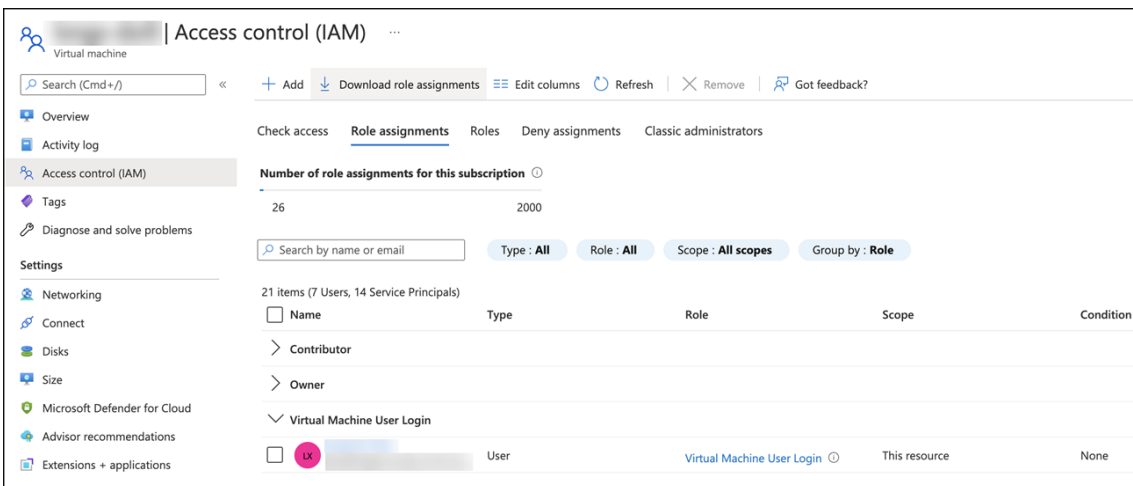 | Access control (IAM) ...
Virtual machine
Search (Cmd+/) «
Overview
Activity log
Access control (IAM)
Tags
Diagnose and solve problems
Settings
Networking
Connect
Disks
Size
Microsoft Defender for Cloud
Advisor recommendations
Extensions + applications
+ Add Download role assignments Edit columns Refresh | Remove | Got feedback?
Check access Role assignments Roles Deny assignments Classic administrators
Number of role assignments for this subscription
26 2000
Search by name or email Type : All Role : All Scope : All scopes Group by : Role
21 items (7 Users, 14 Service Principals)
Name Type Role Scope Condition
Contributor
Owner
Virtual Machine User Login
LX User Virtual Machine User Login This resource None